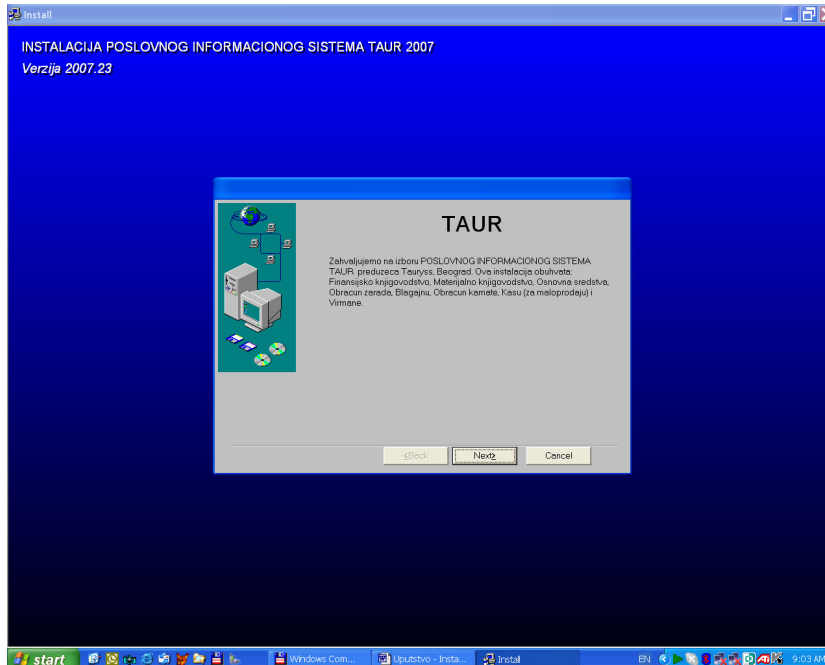 Install
INSTALACIJA POSLOVNOG INFORMACIONOG SISTEMA TAUR 2007
Verzija 2007.23
TAUR
Zahvaljujemo na izboru POSLOVNOG INFORMACIONOG SISTEMA
TAUR preduzeca Tauryss, Beograd. Ova instalacija obuhvata:
Finansijsko knjigovodstvo, Materijalno knjigovodstvo, Osnovna sredstva,
Obracun zarada, Blagajnu, Obracun kamate, Kasu (za maloprodaju) i
Virmane.
<Back Next> Cancel
start Windows Com... Uputstvo - Insta... Install EN 9:03 AM